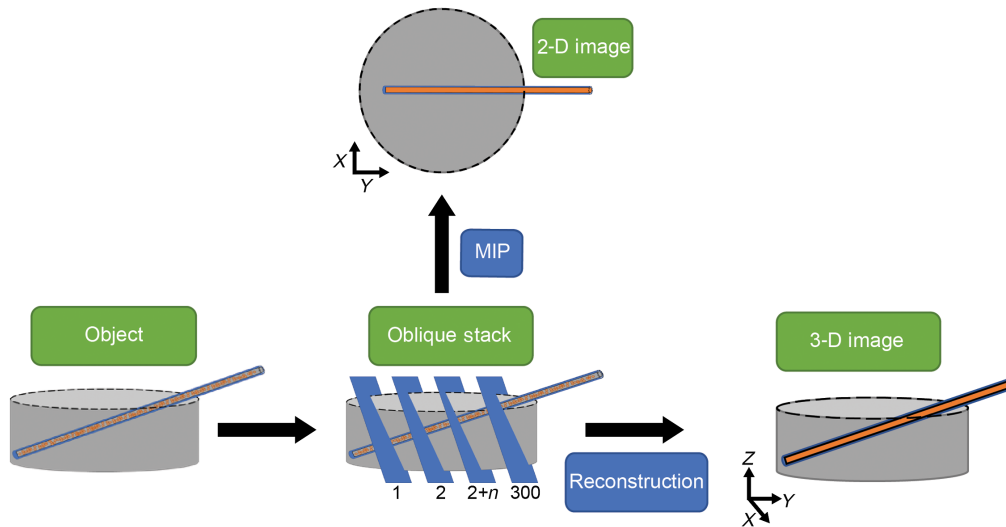 2-D image
X
Y
MIP
Object
Oblique stack
3-D image
1 2 2+n 300
Reconstruction
Z
Y
X